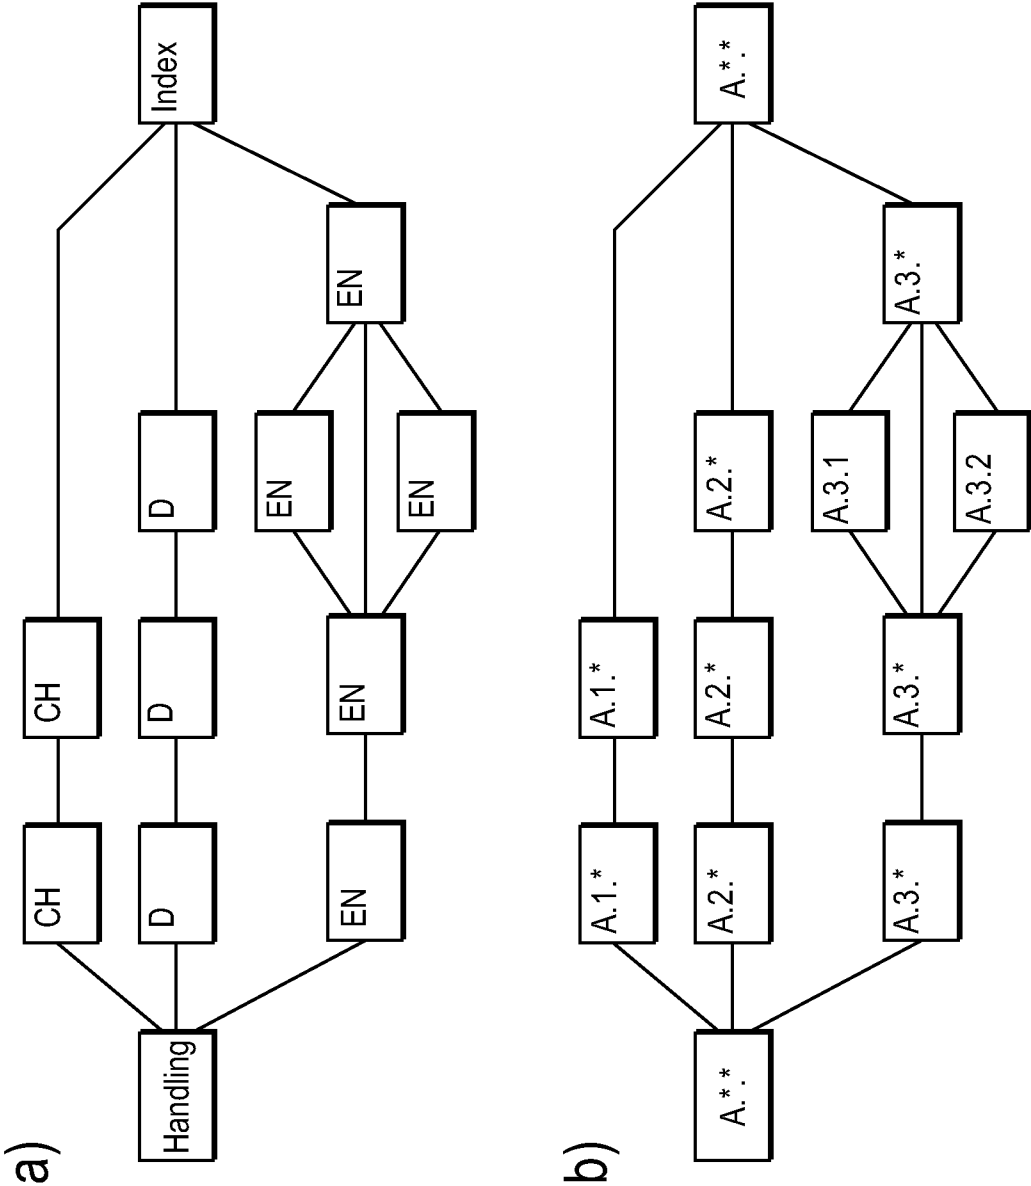 a)
CH CH
Handling D D D Index
EN
EN EN EN
EN
b)
A.1.* A.1.*
A.*.* A.2.* A.2.* A.2.* A.*.*
A.3.1
A.3.* A.3.* A.3.*
A.3.2